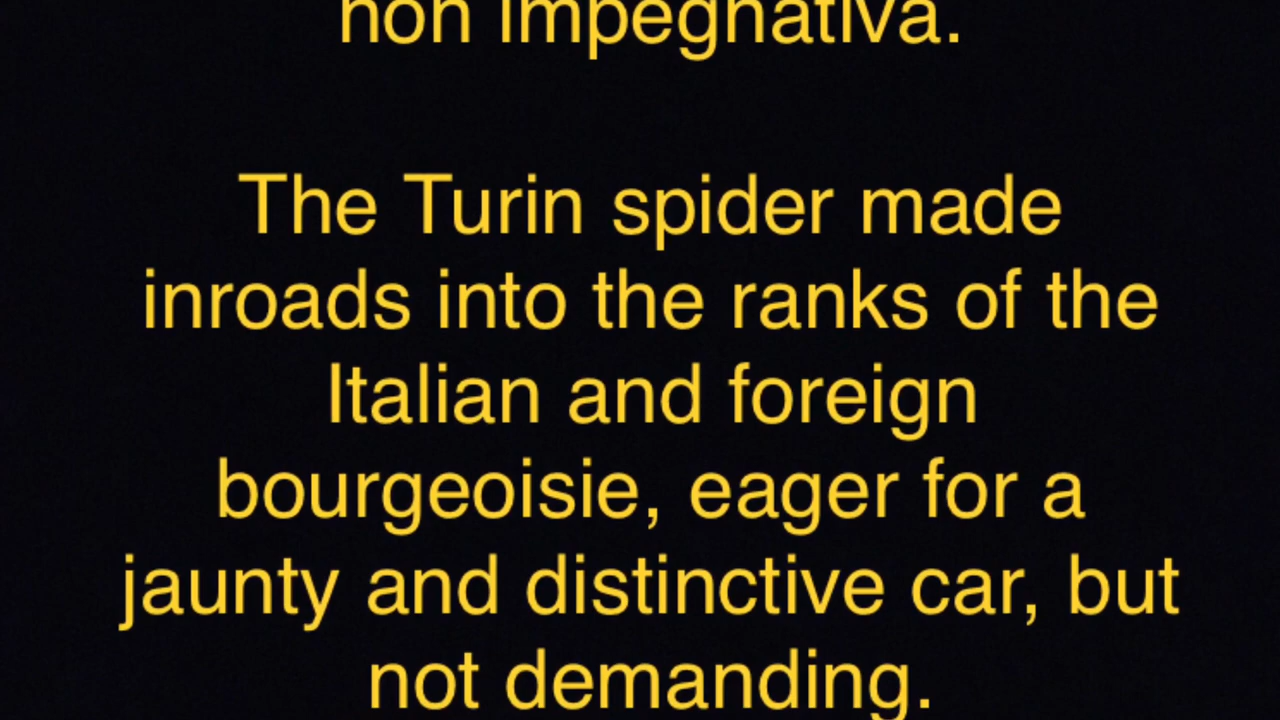 non impegnativa.
The Turin spider made
inroads into the ranks of the
Italian and foreign
bourgeoisie, eager for a
jaunty and distinctive car, but
not demanding.